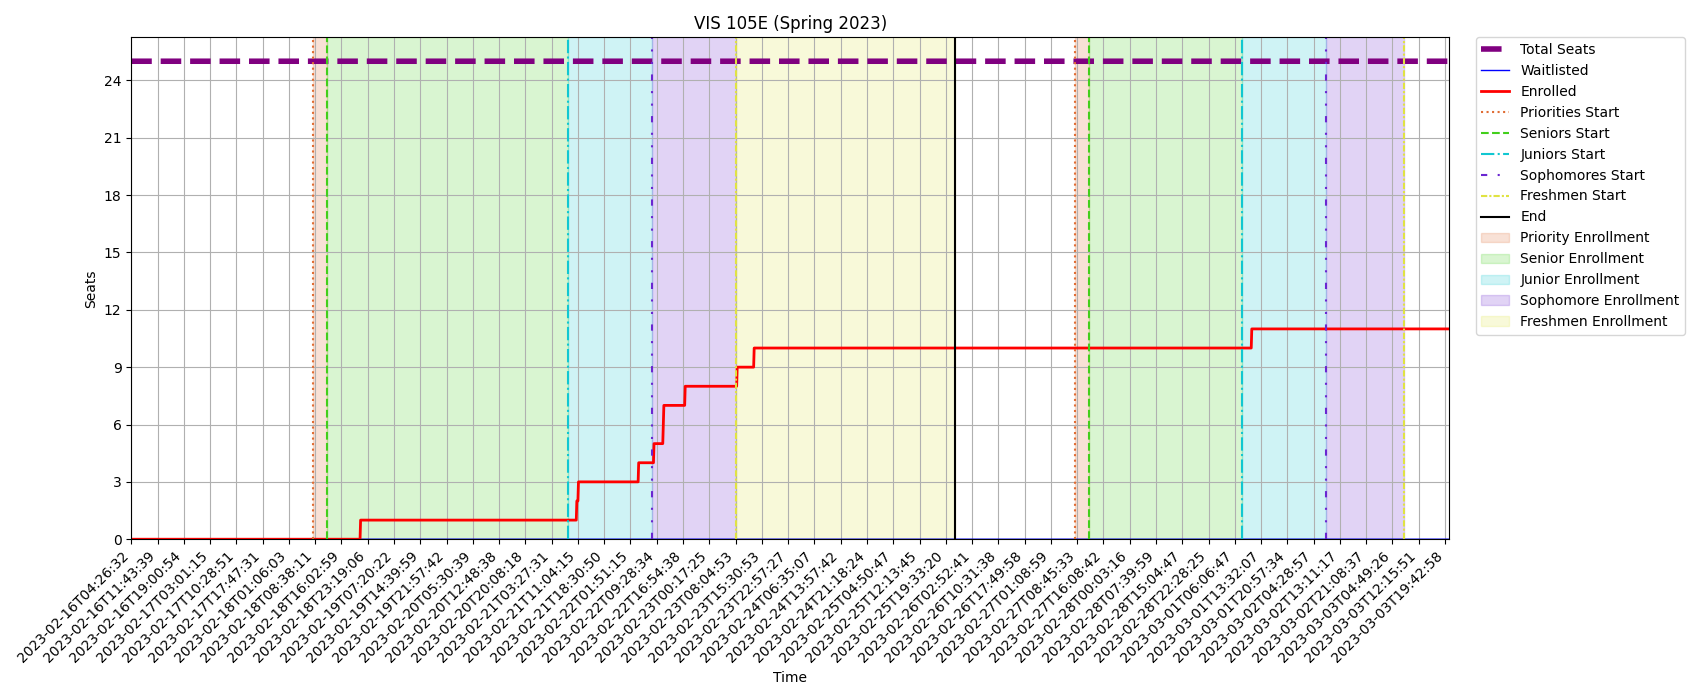 VIS 105E (Spring 2023)
Seats
24
21
18
15
12
9
6
3
0
2023-02-16T04:26:32
2023-02-16T11:43:39
2023-02-16T19:00:54
2023-02-17T03:01:15
2023-02-17T10:28:51
2023-02-17T17:47:31
2023-02-18T01:06:03
2023-02-18T08:38:11
2023-02-18T16:02:59
2023-02-18T23:19:06
2023-02-19T07:20:22
2023-02-19T14:39:59
2023-02-19T21:57:42
2023-02-20T05:30:39
2023-02-20T12:48:38
2023-02-20T20:08:18
2023-02-21T03:27:31
2023-02-21T11:04:15
2023-02-21T18:30:50
2023-02-22T01:51:15
2023-02-22T09:28:34
2023-02-22T16:54:38
2023-02-23T00:17:25
2023-02-23T08:04:53
2023-02-23T15:30:53
2023-02-23T22:57:27
2023-02-24T06:35:07
2023-02-24T13:57:42
2023-02-24T21:18:24
2023-02-25T04:50:47
2023-02-25T12:13:45
2023-02-25T19:33:20
2023-02-26T02:52:41
2023-02-26T10:31:38
2023-02-26T17:49:58
2023-02-27T01:08:59
2023-02-27T08:45:33
2023-02-27T16:08:42
2023-02-28T00:03:16
2023-02-28T07:39:59
2023-02-28T15:04:47
2023-02-28T22:28:25
2023-03-01T06:06:47
2023-03-01T13:32:07
2023-03-01T20:57:34
2023-03-02T04:28:57
2023-03-02T13:11:17
2023-03-02T21:08:37
2023-03-03T04:49:26
2023-03-03T12:15:51
2023-03-03T19:42:58
Time
Total Seats
Waitlisted
Enrolled
Priorities Start
Seniors Start
Juniors Start
Sophomores Start
Freshmen Start
End
Priority Enrollment
Senior Enrollment
Junior Enrollment
Sophomore Enrollment
Freshmen Enrollment